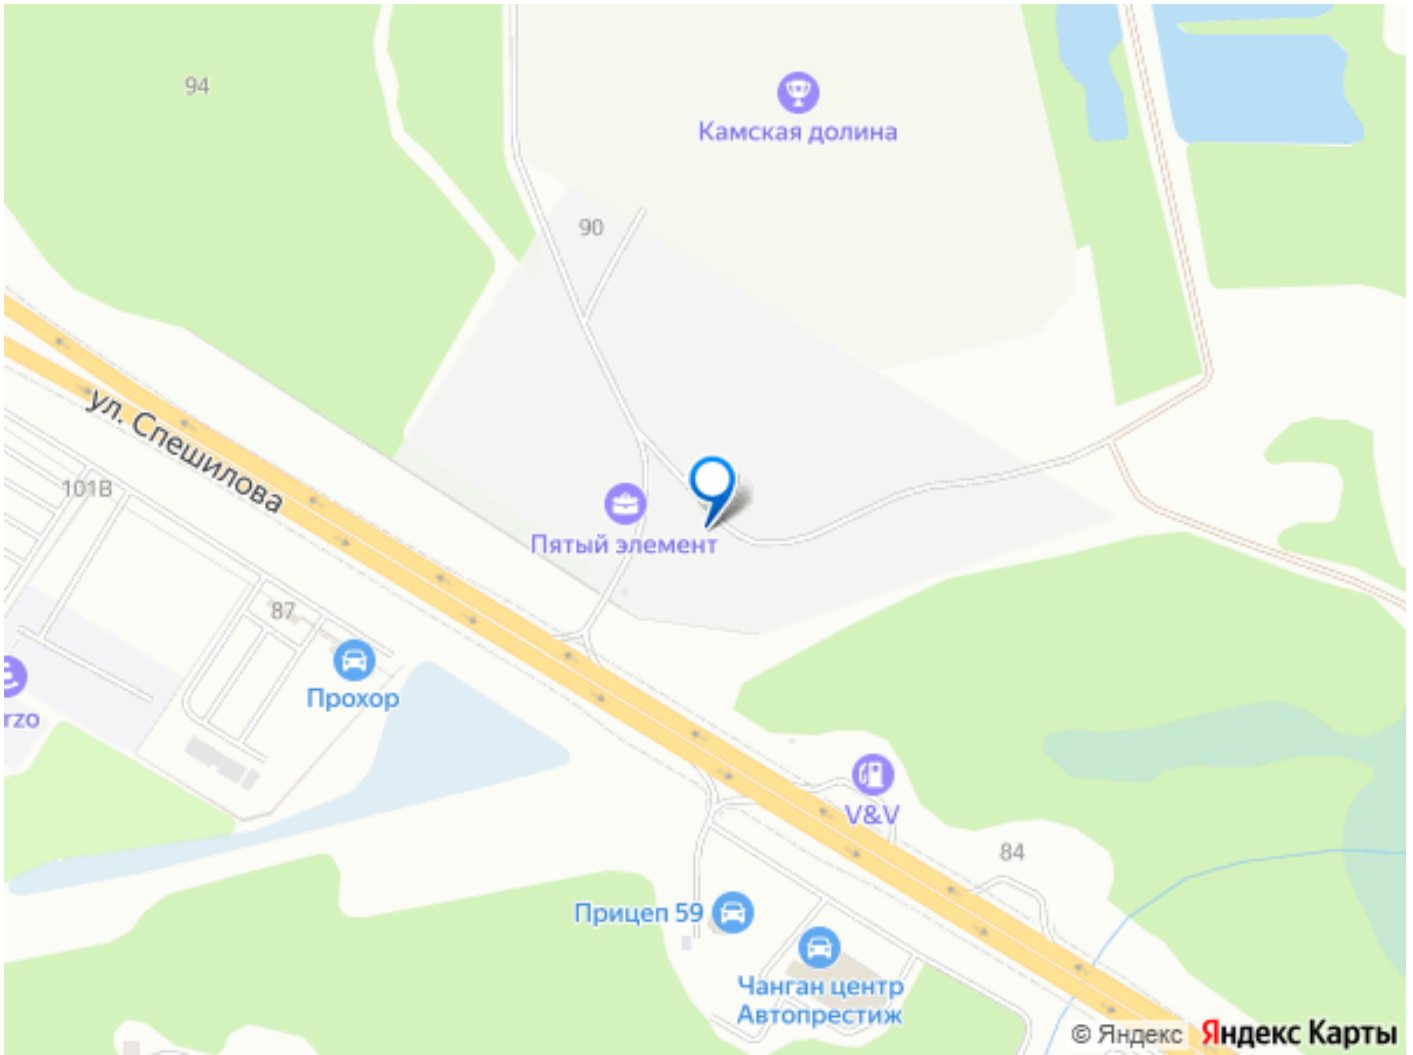 94
Камская долина
90
ул. Спешилова
101В
Пятый элемент
87
Прохор
rzo
V&V
84
Прицеп 59
Чанган центр
Автопрестиж
© Яндекс Яндекс Карты